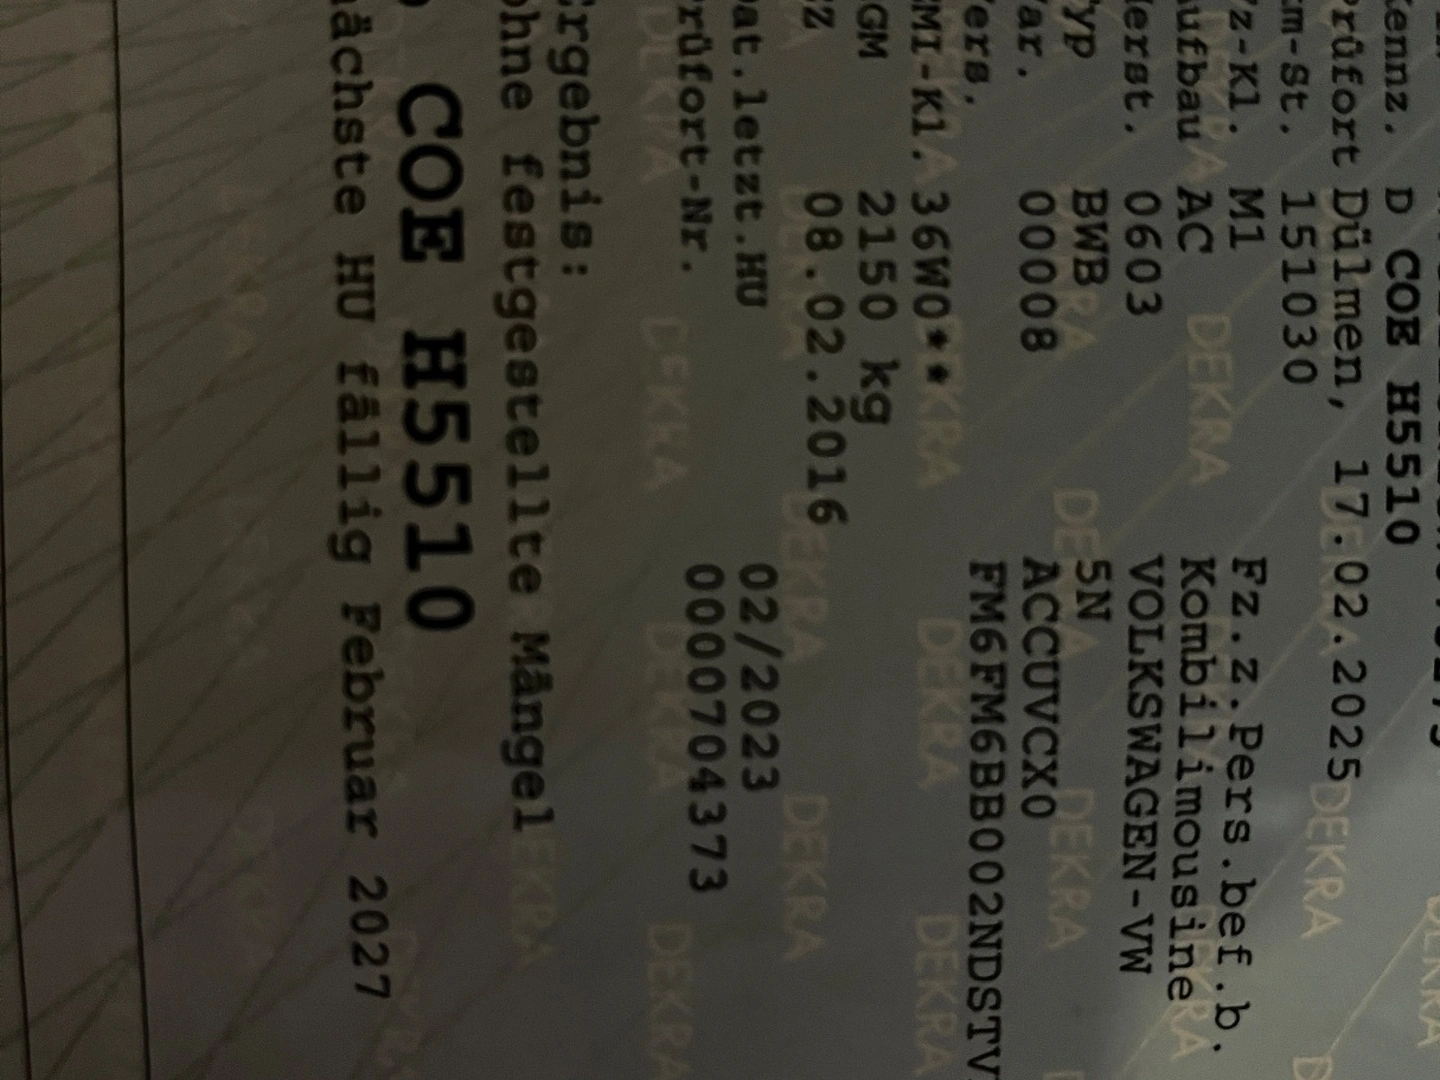 Kennz. D COE H5510
Prüfort Dülmen, 17.02.2025
km-St. 151030
Fz-Kl. M1 Fz.z.Pers.bef.b.
Aufbau AC Kombilimousine
Herst. 0603 VOLKSWAGEN-VW
Typ BWB 5N
Var. 00008 ACCUVCX0
Vers. FM6FM6BB002NDSTV
EMI-Kl. 36W0**
GGM 2150 kg
EZ 08.02.2016
Dat.letzt.HU 02/2023
Prüfort-Nr. 0000704373
Ergebnis:
ohne festgestellte Mängel
D COE H5510
nächste HU fällig Februar 2027
DEKRA